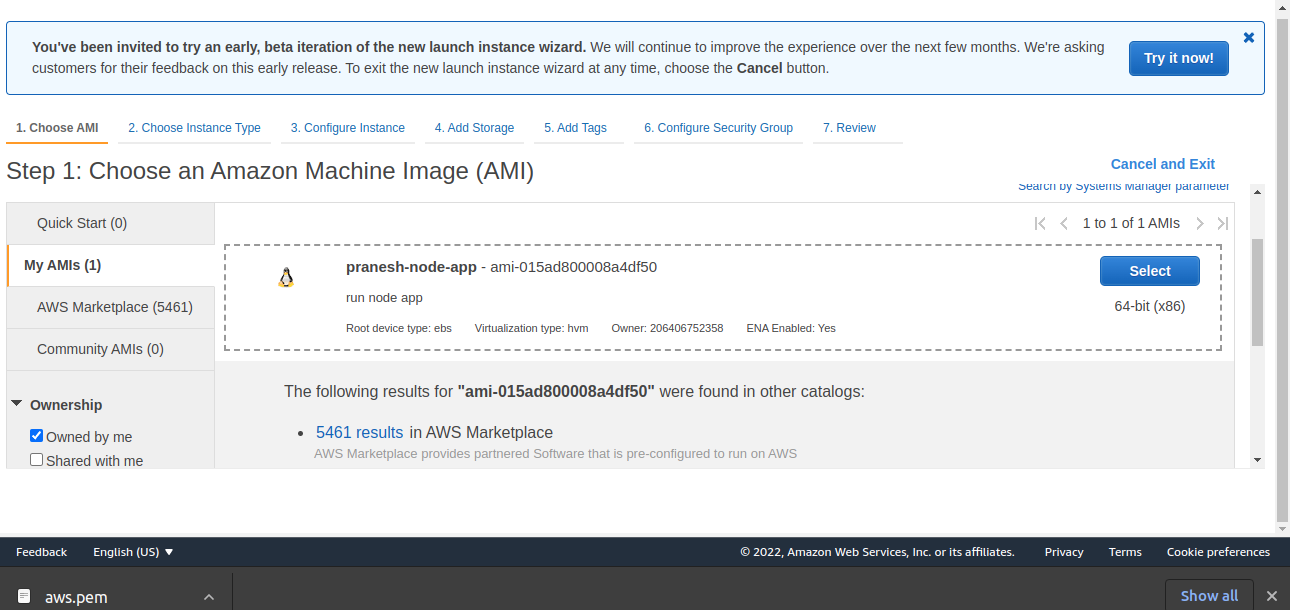 You've been invited to try an early, beta iteration of the new launch instance wizard. We will continue to improve the experience over the next few months. We're asking
customers for their feedback on this early release. To exit the new launch instance wizard at any time, choose the Cancel button.
Try it now!
1. Choose AMI 2. Choose Instance Type 3. Configure Instance 4. Add Storage 5. Add Tags 6. Configure Security Group 7. Review
Step 1: Choose an Amazon Machine Image (AMI)
Cancel and Exit
Search by Systems Manager parameter
Quick Start (0)
My AMIs (1)
AWS Marketplace (5461)
Community AMIs (0)
Ownership
Owned by me
Shared with me
1 to 1 of 1 AMIs
pranesh-node-app - ami-015ad800008a4df50
run node app
Root device type: ebs Virtualization type: hvm Owner: 206406752358 ENA Enabled: Yes
Select
64-bit (x86)
The following results for "ami-015ad800008a4df50" were found in other catalogs:
• 5461 results in AWS Marketplace
AWS Marketplace provides partnered Software that is pre-configured to run on AWS
Feedback English (US) © 2022, Amazon Web Services, Inc. or its affiliates. Privacy Terms Cookie preferences
aws.pem Show all